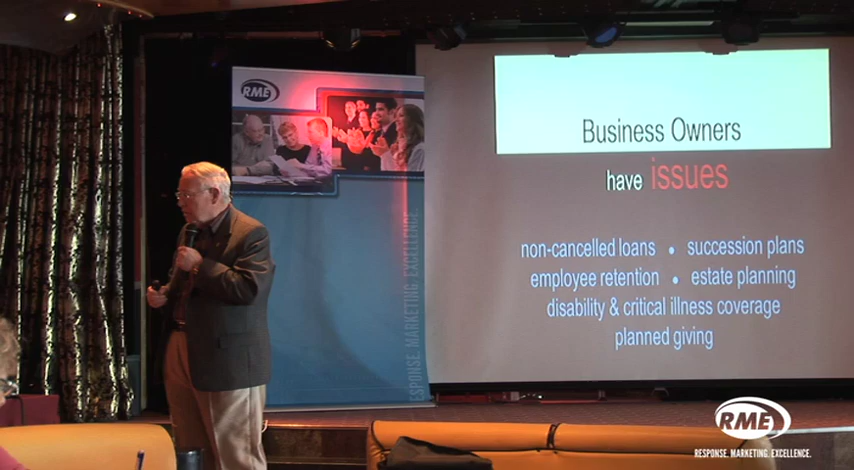 RME
RESPONSE. MARKETING. EXCELLENCE.
Business Owners
have issues
non-cancelled loans • succession plans
employee retention • estate planning
disability & critical illness coverage
planned giving
RME
RESPONSE. MARKETING. EXCELLENCE.